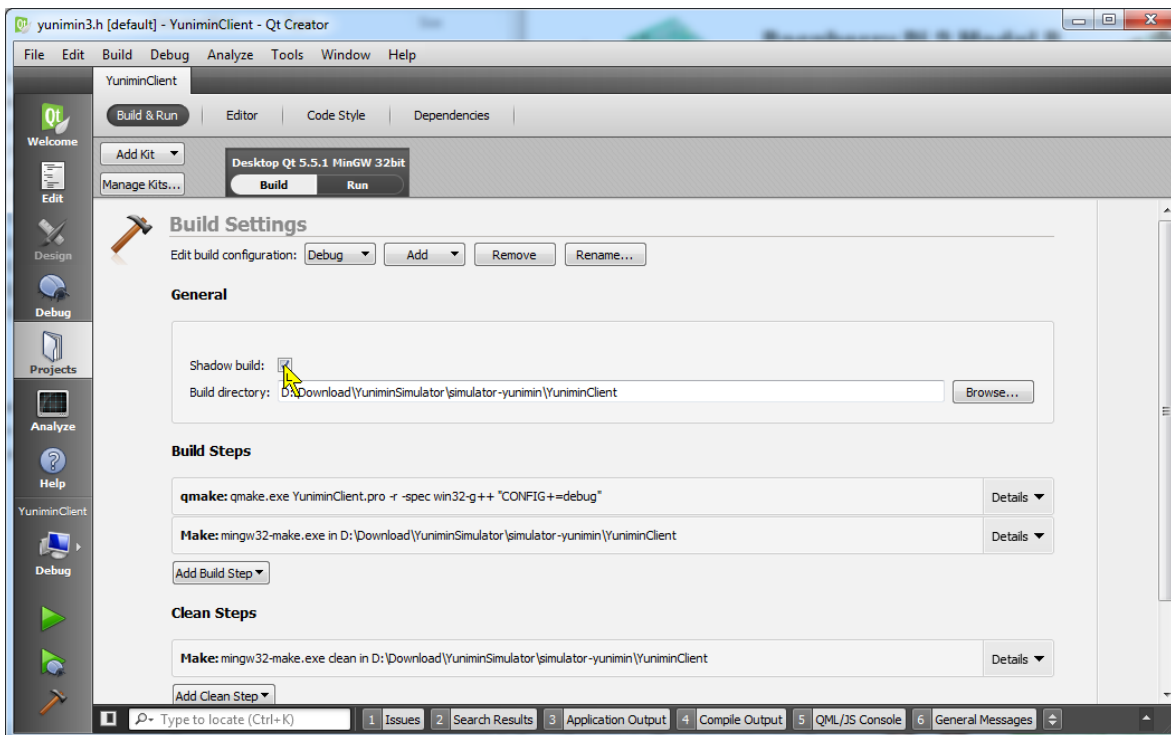 yunimin3.h [default] - YuniminClient - Qt Creator
File Edit Build Debug Analyze Tools Window Help
YuniminClient
Build & Run Editor Code Style Dependencies
Welcome
Add Kit
Manage Kits...
Desktop Qt 5.5.1 MinGW 32bit
Build Run
Edit
Build Settings
Design
Edit build configuration: Debug Add Remove Rename...
Debug
General
Projects
Shadow build:
Build directory: D:\Download\YuniminSimulator\simulator-yunimin\YuniminClient Browse...
Analyze
Build Steps
Help
qmake: qmake.exe YuniminClient.pro -r -spec win32-g++ "CONFIG+=debug" Details
YuniminClient
Make: mingw32-make.exe in D:\Download\YuniminSimulator\simulator-yunimin\YuniminClient Details
Debug
Add Build Step
Clean Steps
Make: mingw32-make.exe clean in D:\Download\YuniminSimulator\simulator-yunimin\YuniminClient Details
Add Clean Step
Type to locate (Ctrl+K) 1 Issues 2 Search Results 3 Application Output 4 Compile Output 5 QML/JS Console 6 General Messages